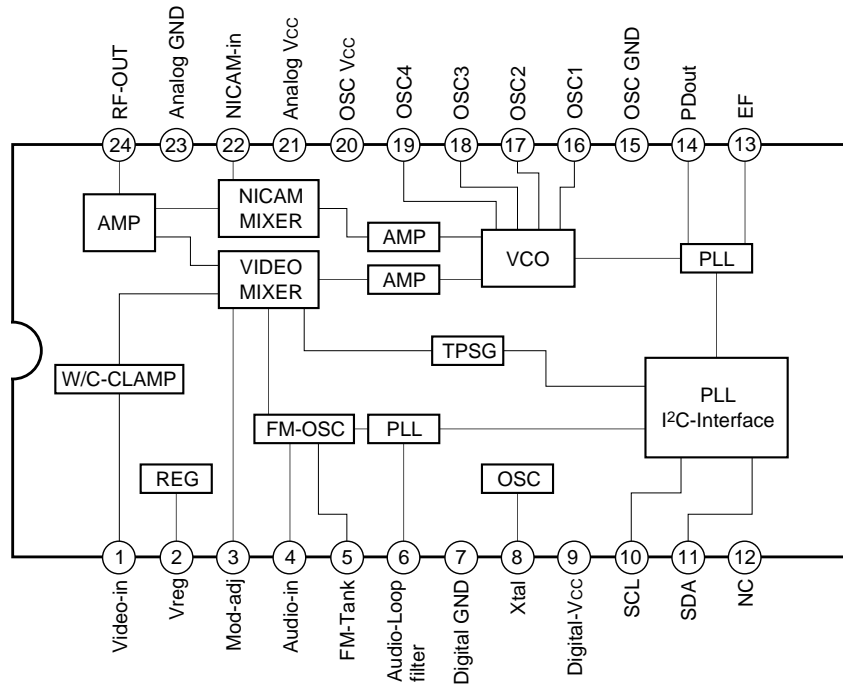 RF-OUT
Analog GND
NICAM-in
Analog Vcc
OSC Vcc
OSC4
OSC3
OSC2
OSC1
OSC GND
PDout
EF
24
23
22
21
20
19
18
17
16
15
14
13
AMP
NICAM
MIXER
AMP
VCO
PLL
VIDEO
MIXER
AMP
TPSG
W/C-CLAMP
PLL
I²C-Interface
FM-OSC
PLL
REG
OSC
1
2
3
4
5
6
7
8
9
10
11
12
Video-in
Vreg
Mod-adj
Audio-in
FM-Tank
Audio-Loop
filter
Digital GND
Xtal
Digital-Vcc
SCL
SDA
NC